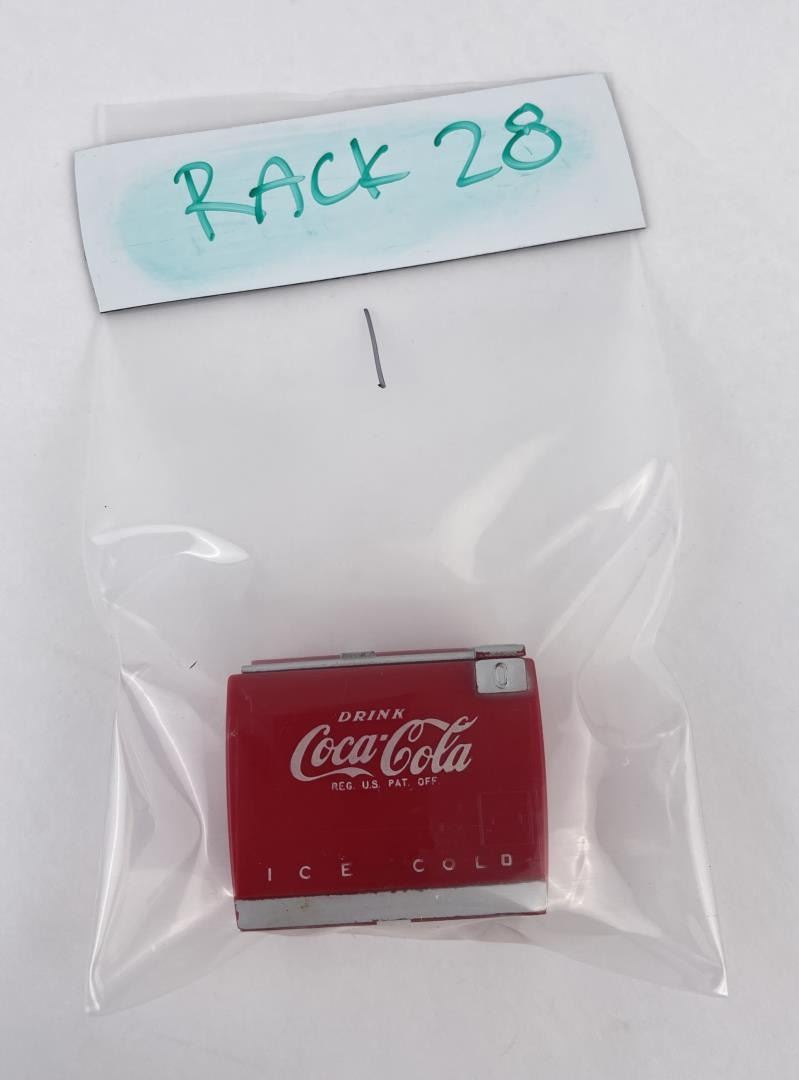 RACK 28
DRINK
Coca-Cola
REG. U.S. PAT. OFF.
ICE COLD